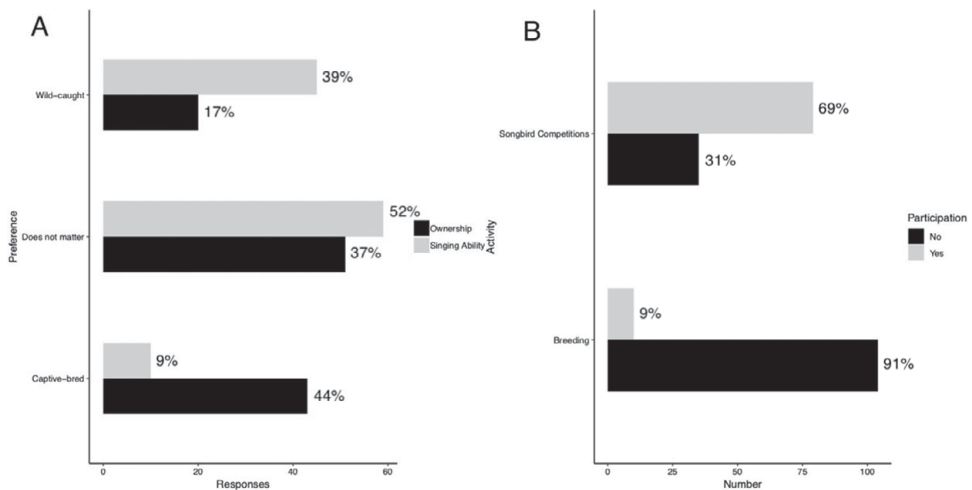 A
Preference
Wild-caught
39%
17%
Does not matter
52%
37%
Captive-bred
9%
44%
0
20
40
60
Responses
Ownership
Singing Ability
B
Activity
Songbird Competitions
69%
31%
Breeding
9%
91%
0
25
50
75
100
Number
Participation
No
Yes